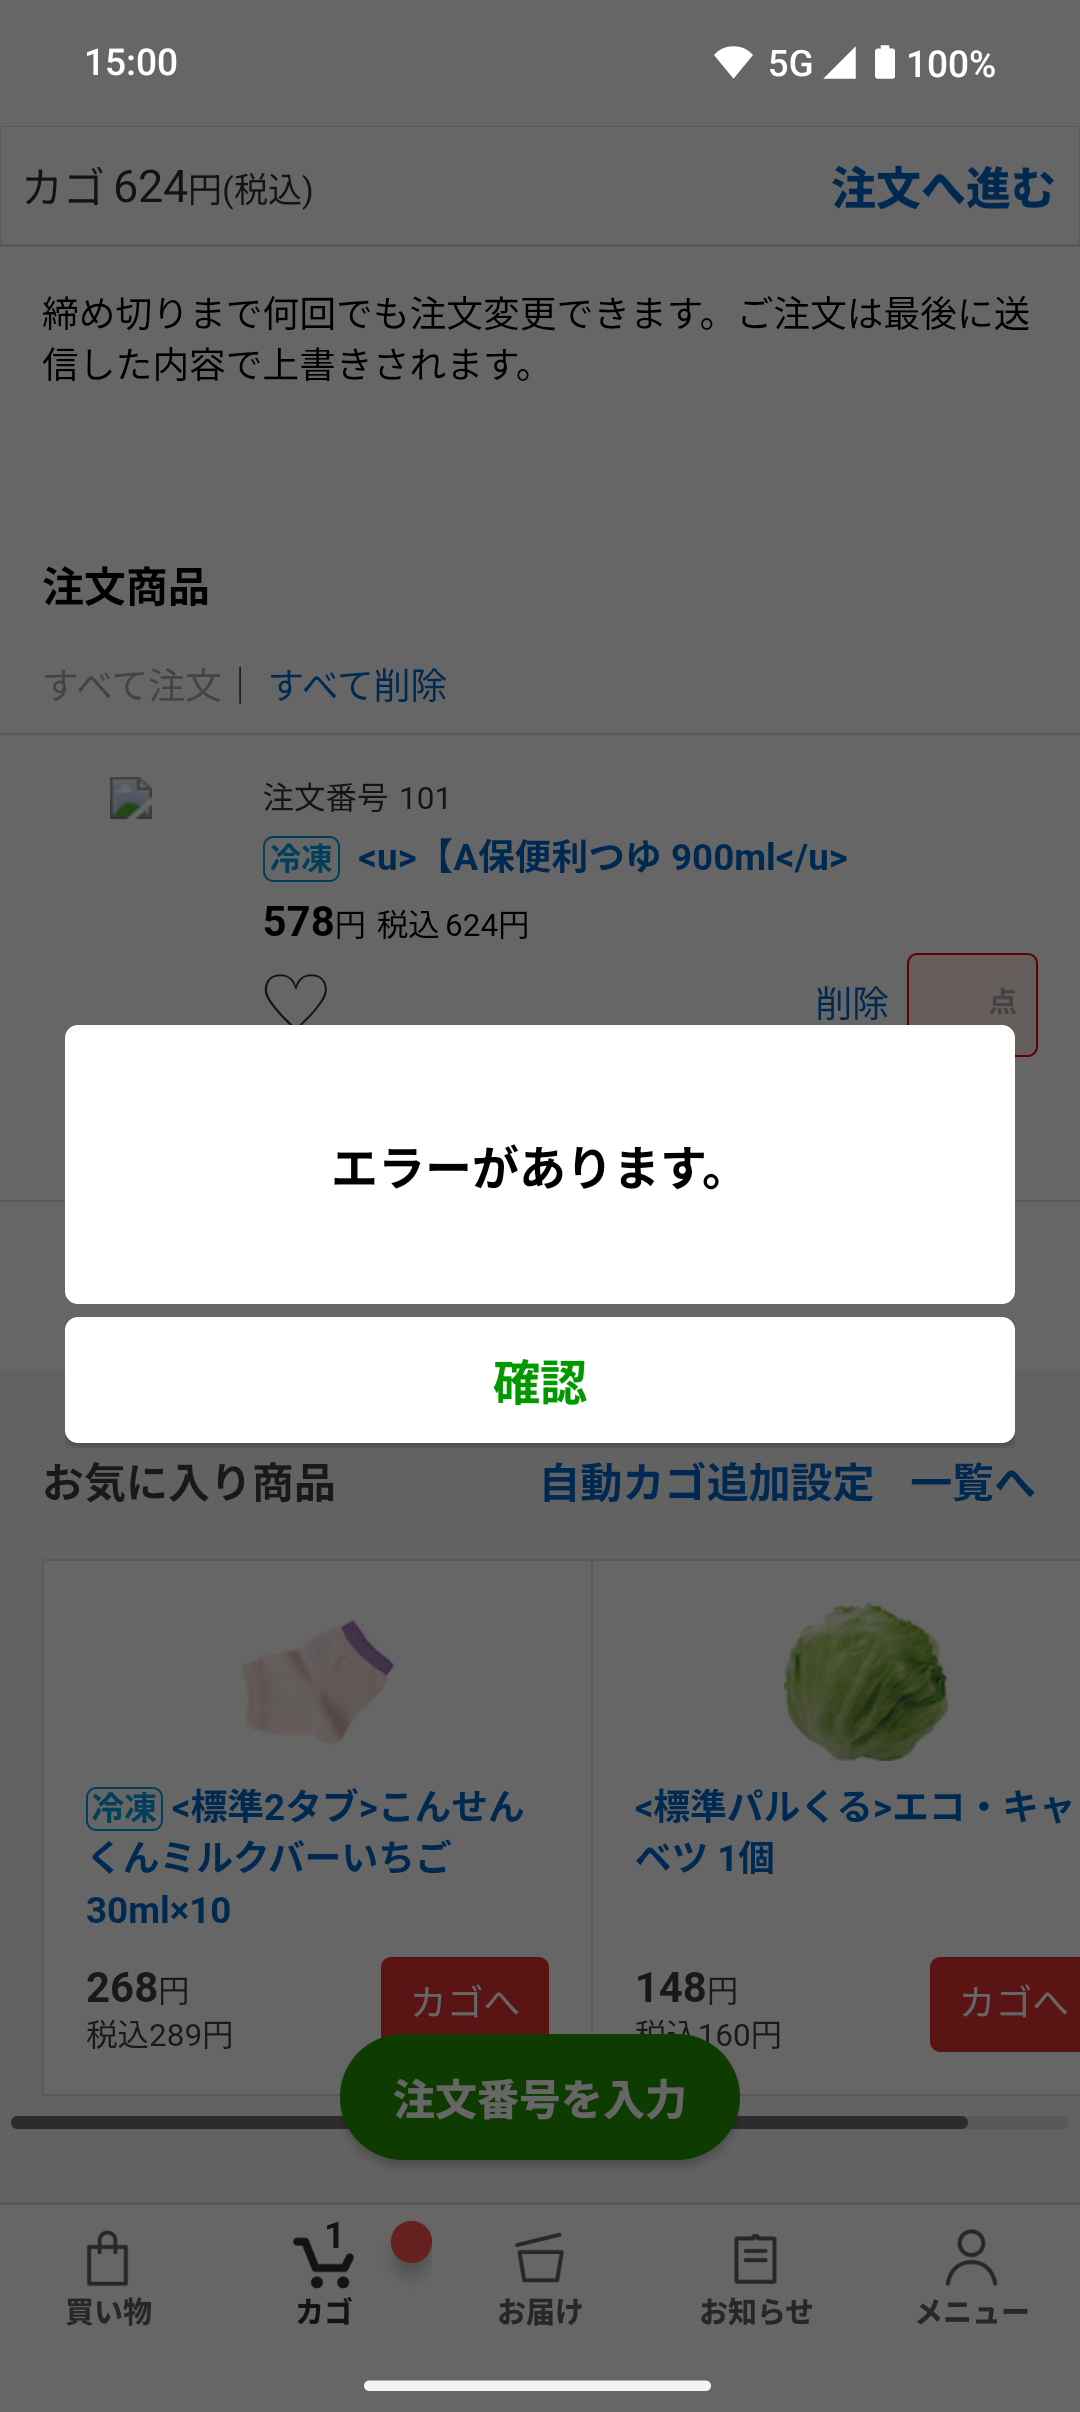 15:00
5G 100%
カゴ 624円(税込)
注文へ進む
締め切りまで何回でも注文変更できます。ご注文は最後に送
信した内容で上書きされます。
注文商品
すべて注文 | すべて削除
注文番号 101
冷凍 <u>【A保便利つゆ 900ml</u>
578円 税込 624円
削除
点
エラーがあります。
確認
お気に入り商品
自動カゴ追加設定
一覧へ
冷凍 <標準2タブ>こんせん
くんミルクバーいちご
30ml×10
268円
税込289円
カゴへ
<標準パルくる>エコ・キャ
ベツ 1個
148円
税込160円
カゴへ
注文番号を入力
買い物
1
カゴ
お届け
お知らせ
メニュー